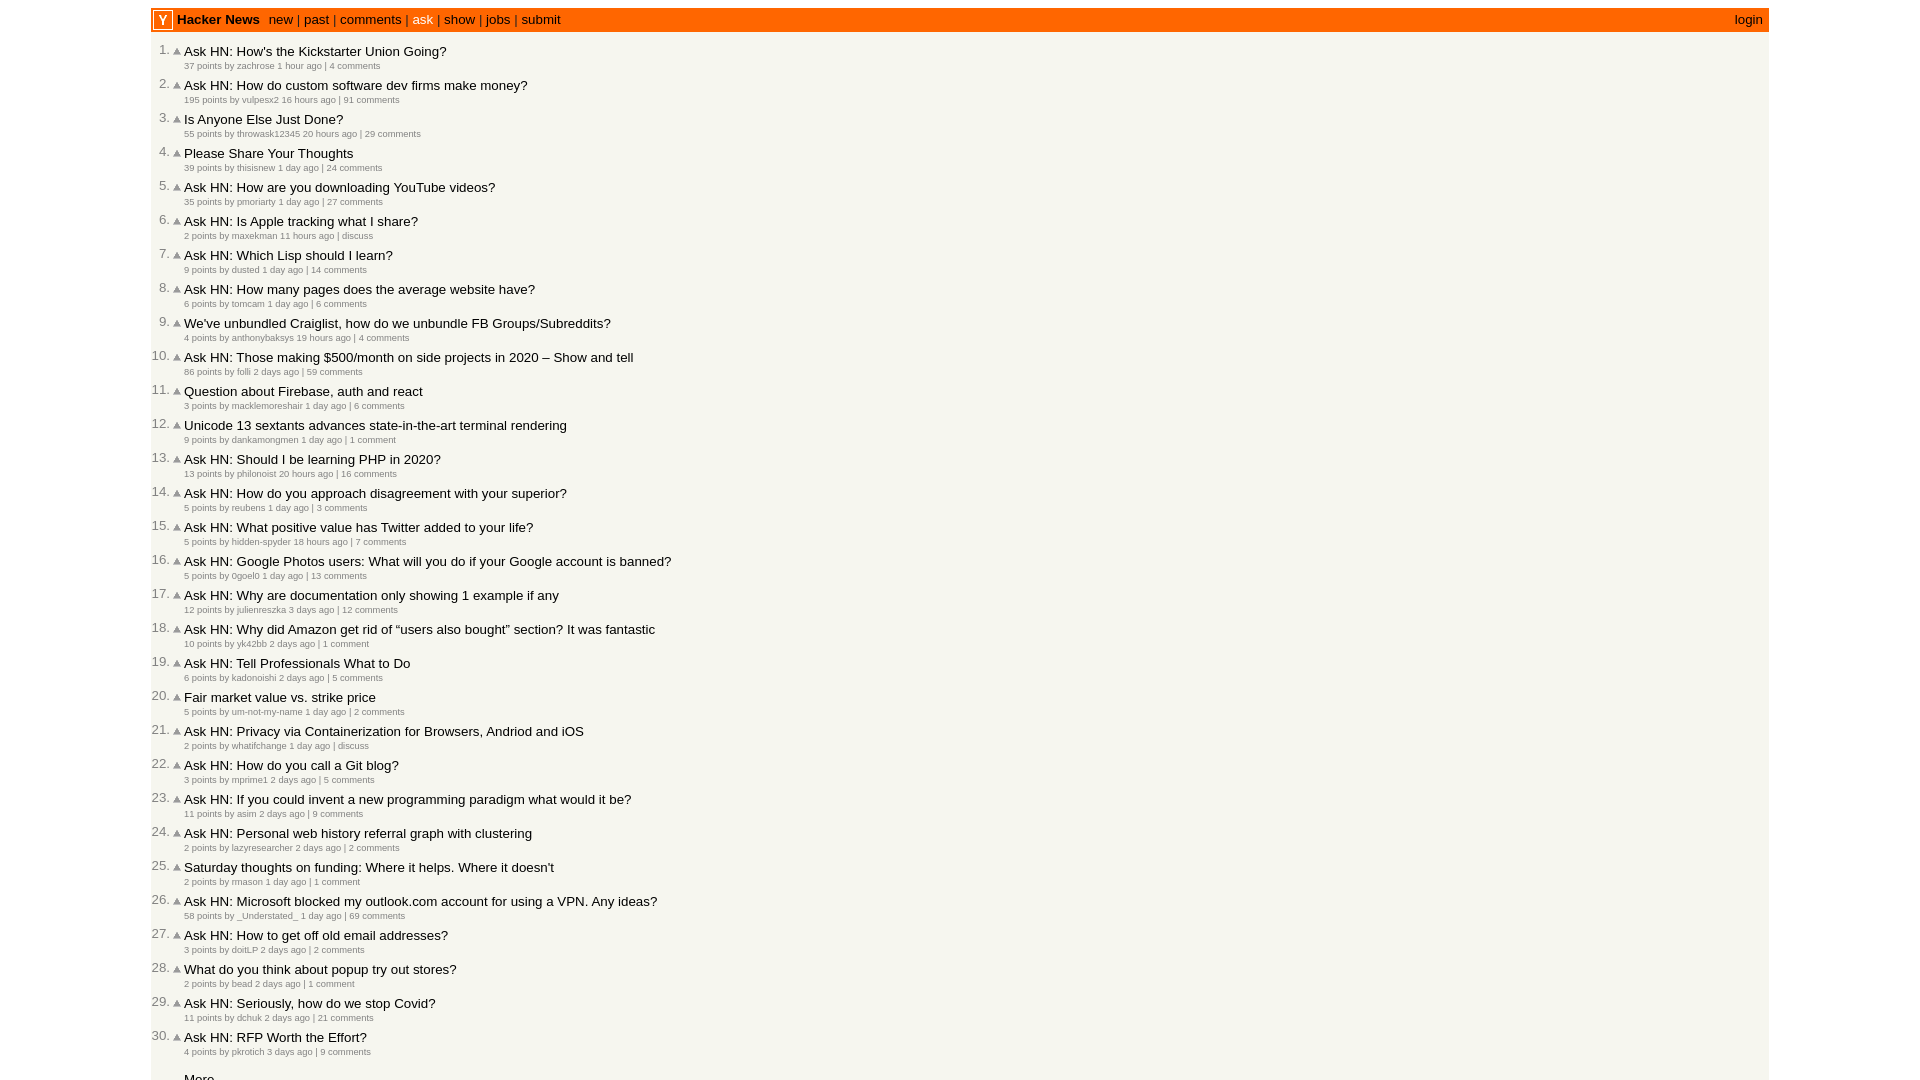 Y Hacker News new | past | comments | ask | show | jobs | submit login
1. Ask HN: How's the Kickstarter Union Going?
37 points by zachrose 1 hour ago | 4 comments
2. Ask HN: How do custom software dev firms make money?
195 points by vulpesx2 16 hours ago | 91 comments
3. Is Anyone Else Just Done?
55 points by throwask12345 20 hours ago | 29 comments
4. Please Share Your Thoughts
39 points by thisisnew 1 day ago | 24 comments
5. Ask HN: How are you downloading YouTube videos?
35 points by pmoriarty 1 day ago | 27 comments
6. Ask HN: Is Apple tracking what I share?
2 points by maxekman 11 hours ago | discuss
7. Ask HN: Which Lisp should I learn?
9 points by dusted 1 day ago | 14 comments
8. Ask HN: How many pages does the average website have?
6 points by tomcam 1 day ago | 6 comments
9. We've unbundled Craiglist, how do we unbundle FB Groups/Subreddits?
4 points by anthonybaksys 19 hours ago | 4 comments
10. Ask HN: Those making $500/month on side projects in 2020 – Show and tell
86 points by folli 2 days ago | 59 comments
11. Question about Firebase, auth and react
3 points by macklemoreshair 1 day ago | 6 comments
12. Unicode 13 sextants advances state-in-the-art terminal rendering
9 points by dankamongmen 1 day ago | 1 comment
13. Ask HN: Should I be learning PHP in 2020?
13 points by philonoist 20 hours ago | 16 comments
14. Ask HN: How do you approach disagreement with your superior?
5 points by reubens 1 day ago | 3 comments
15. Ask HN: What positive value has Twitter added to your life?
5 points by hidden-spyder 18 hours ago | 7 comments
16. Ask HN: Google Photos users: What will you do if your Google account is banned?
5 points by 0goel0 1 day ago | 13 comments
17. Ask HN: Why are documentation only showing 1 example if any
12 points by julienreszka 3 days ago | 12 comments
18. Ask HN: Why did Amazon get rid of “users also bought” section? It was fantastic
10 points by yk42bb 2 days ago | 1 comment
19. Ask HN: Tell Professionals What to Do
6 points by kadonoishi 2 days ago | 5 comments
20. Fair market value vs. strike price
5 points by um-not-my-name 1 day ago | 2 comments
21. Ask HN: Privacy via Containerization for Browsers, Andriod and iOS
2 points by whatifchange 1 day ago | discuss
22. Ask HN: How do you call a Git blog?
3 points by mprime1 2 days ago | 5 comments
23. Ask HN: If you could invent a new programming paradigm what would it be?
11 points by asim 2 days ago | 9 comments
24. Ask HN: Personal web history referral graph with clustering
2 points by lazyresearcher 2 days ago | 2 comments
25. Saturday thoughts on funding: Where it helps. Where it doesn't
2 points by rmason 1 day ago | 1 comment
26. Ask HN: Microsoft blocked my outlook.com account for using a VPN. Any ideas?
58 points by _Understated_ 1 day ago | 69 comments
27. Ask HN: How to get off old email addresses?
3 points by doitLP 2 days ago | 2 comments
28. What do you think about popup try out stores?
2 points by bead 2 days ago | 1 comment
29. Ask HN: Seriously, how do we stop Covid?
11 points by dchuk 2 days ago | 21 comments
30. Ask HN: RFP Worth the Effort?
4 points by pkrotich 3 days ago | 9 comments
More